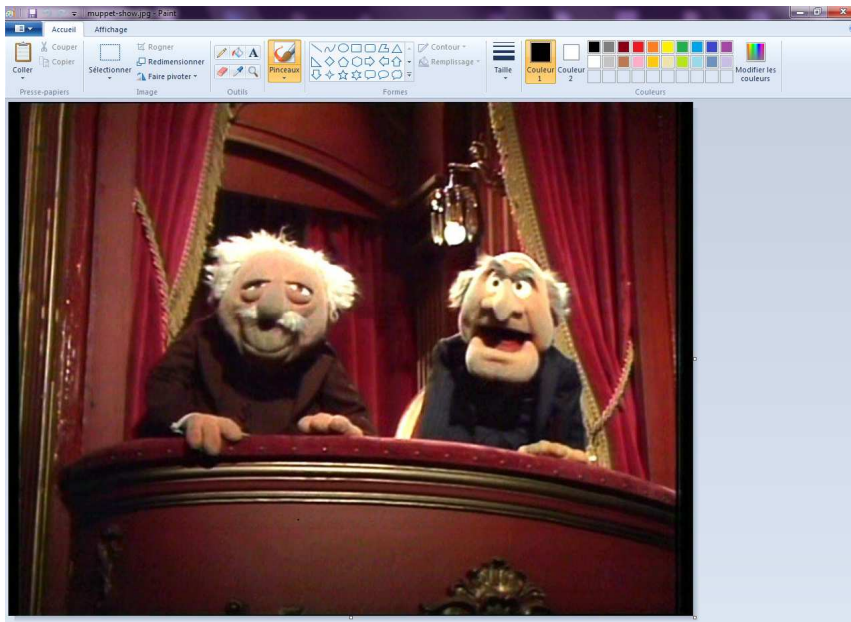 muppet-show.jpg - Paint
Accueil Affichage
Coller
Couper
Copier
Presse-papiers
Sélectionner
Rogner
Redimensionner
Faire pivoter
Image
A
Outils
Pinceaux
Contour
Remplissage
Formes
Taille
Couleur 1
Couleur 2
Modifier les couleurs
Couleurs